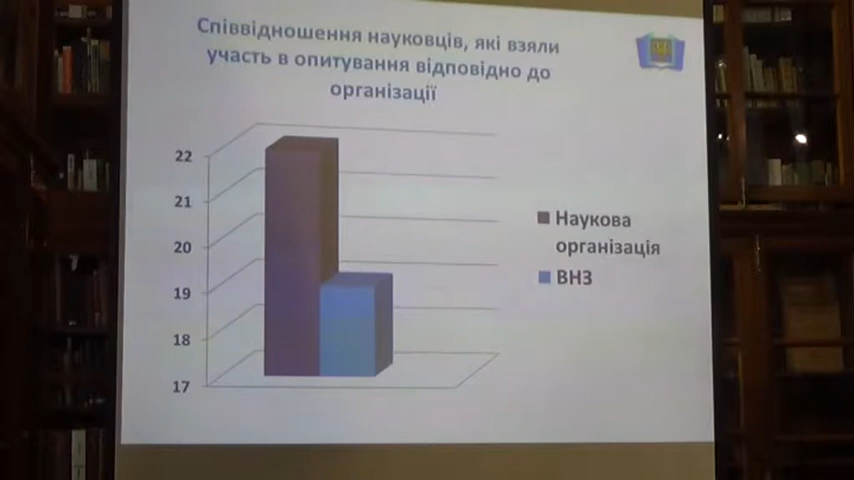 Співвідношення науковців, які взяли
участь в опитування відповідно до
організації
22
21
20
19
18
17
Наукова
організація
ВНЗ